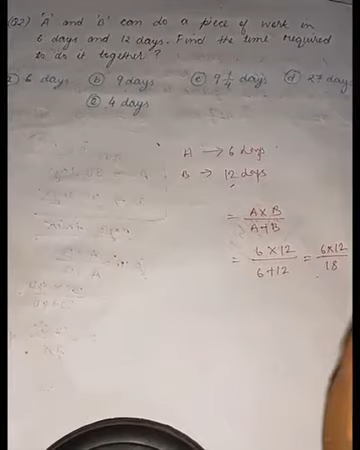 Q2) 'A' and 'B' can do a piece of work in
6 days and 12 days. Find the time required
to do it together?
a) 6 days (b) 9 days (c) 9 1/4 days (d) 27 days
(e) 4 days
A → 6 days
B → 12 days
= A×B / A+B
= 6×12 / 6+12 = 6×12 / 18